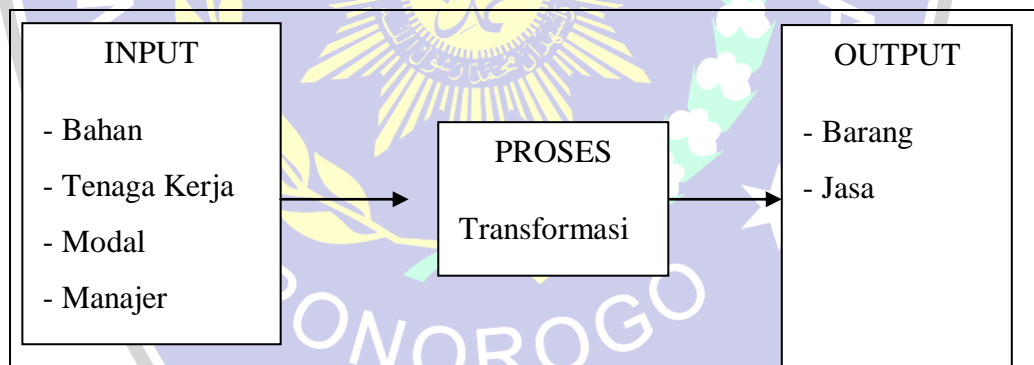 INPUT
- Bahan
- Tenaga Kerja
- Modal
- Manajer
PROSES
Transformasi
OUTPUT
- Barang
- Jasa
PONOROGO